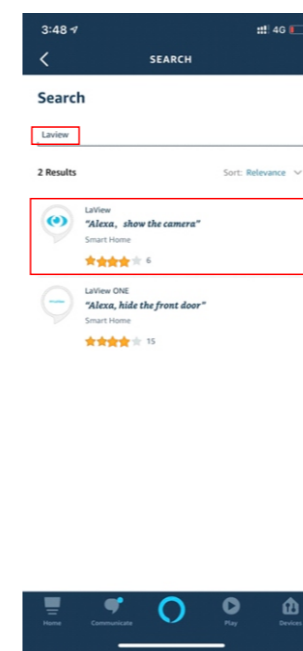 3:48
4G
SEARCH
Search
Laview
2 Results
Sort: Relevance
LaView
"Alexa, show the camera"
Smart Home
6
LaView ONE
"Alexa, hide the front door"
Smart Home
15
Home
Communicate
Play
Devices